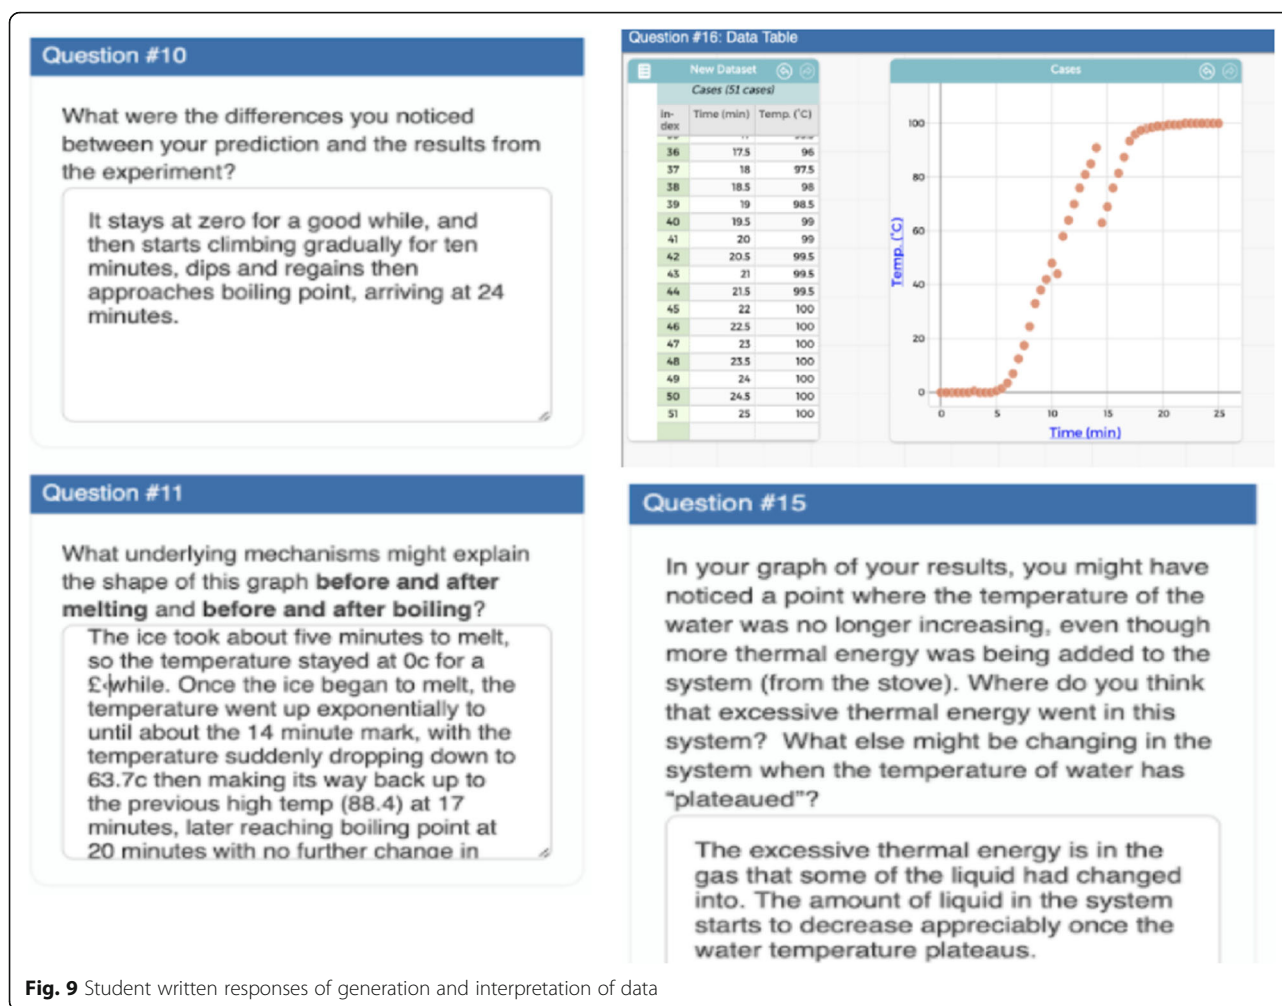 Question #10
What were the differences you noticed
between your prediction and the results from
the experiment?
It stays at zero for a good while, and
then starts climbing gradually for ten
minutes, dips and regains then
approaches boiling point, arriving at 24
minutes.
Question #16: Data Table
New Dataset
Cases (51 cases)
in-
dex
Time (min)
Temp. (°C)
36 17.5 96
37 18 97.5
38 18.5 98
39 19 98.5
40 19.5 99
41 20 99
42 20.5 99.5
43 21 99.5
44 21.5 99.5
45 22 100
46 22.5 100
47 23 100
48 23.5 100
49 24 100
50 24.5 100
51 25 100
Cases
100
80
60
40
20
0
Temp. (°C)
0 5 10 15 20 25
Time (min)
Question #11
What underlying mechanisms might explain
the shape of this graph before and after
melting and before and after boiling?
The ice took about five minutes to melt,
so the temperature stayed at 0c for a
while. Once the ice began to melt, the
temperature went up exponentially to
until about the 14 minute mark, with the
temperature suddenly dropping down to
63.7c then making its way back up to
the previous high temp (88.4) at 17
minutes, later reaching boiling point at
20 minutes with no further change in
Question #15
In your graph of your results, you might have
noticed a point where the temperature of the
water was no longer increasing, even though
more thermal energy was being added to the
system (from the stove). Where do you think
that excessive thermal energy went in this
system? What else might be changing in the
system when the temperature of water has
"plateaued"?
The excessive thermal energy is in the
gas that some of the liquid had changed
into. The amount of liquid in the system
starts to decrease appreciably once the
water temperature plateaus.
Fig. 9 Student written responses of generation and interpretation of data